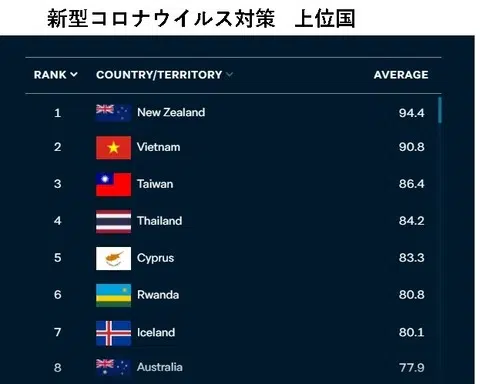 新型コロナウイルス対策　上位国
RANK COUNTRY/TERRITORY AVERAGE
1 New Zealand 94.4
2 Vietnam 90.8
3 Taiwan 86.4
4 Thailand 84.2
5 Cyprus 83.3
6 Rwanda 80.8
7 Iceland 80.1
8 Australia 77.9